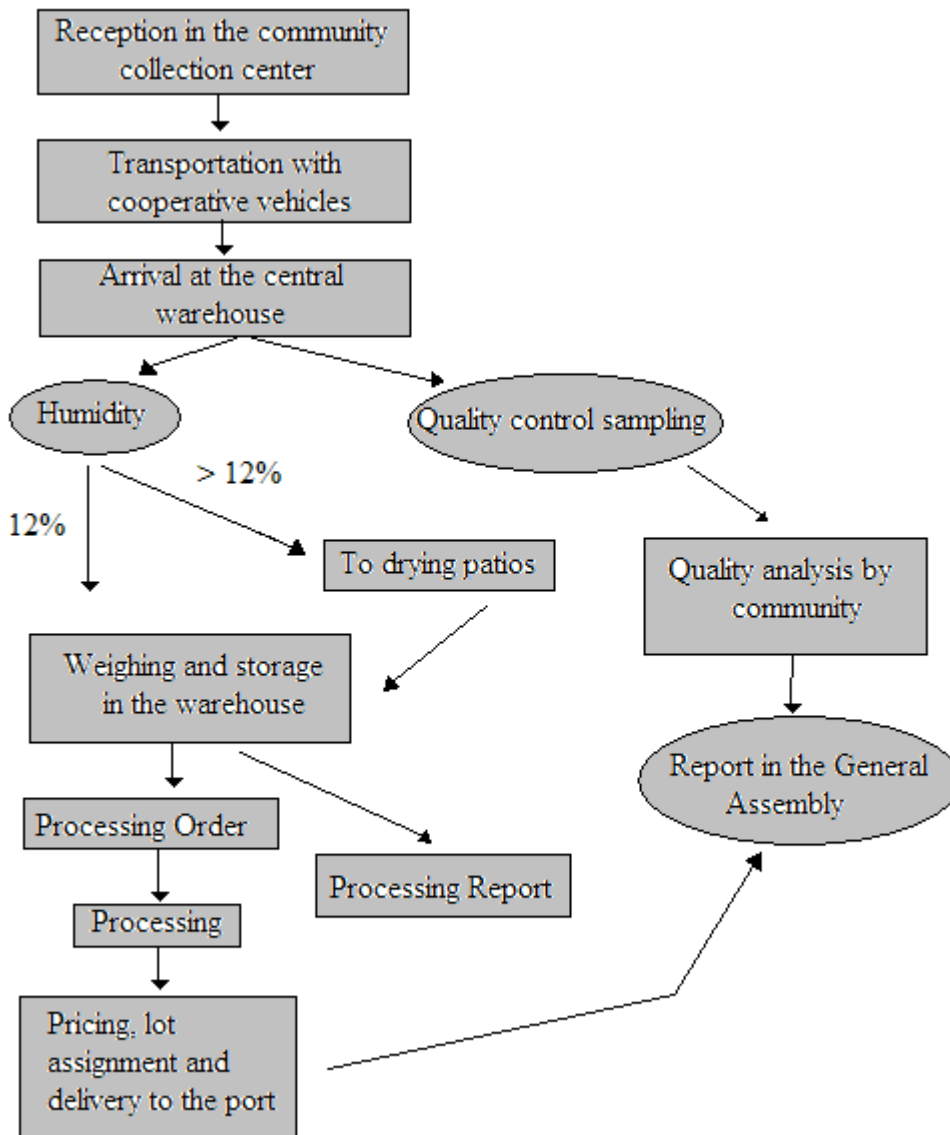 Reception in the community
collection center
Transportation with
cooperative vehicles
Arrival at the central
warehouse
Humidity
Quality control sampling
> 12%
12%
To drying patios
Quality analysis by
community
Weighing and storage
in the warehouse
Report in the General
Assembly
Processing Order
Processing Report
Processing
Pricing, lot
assignment and
delivery to the port